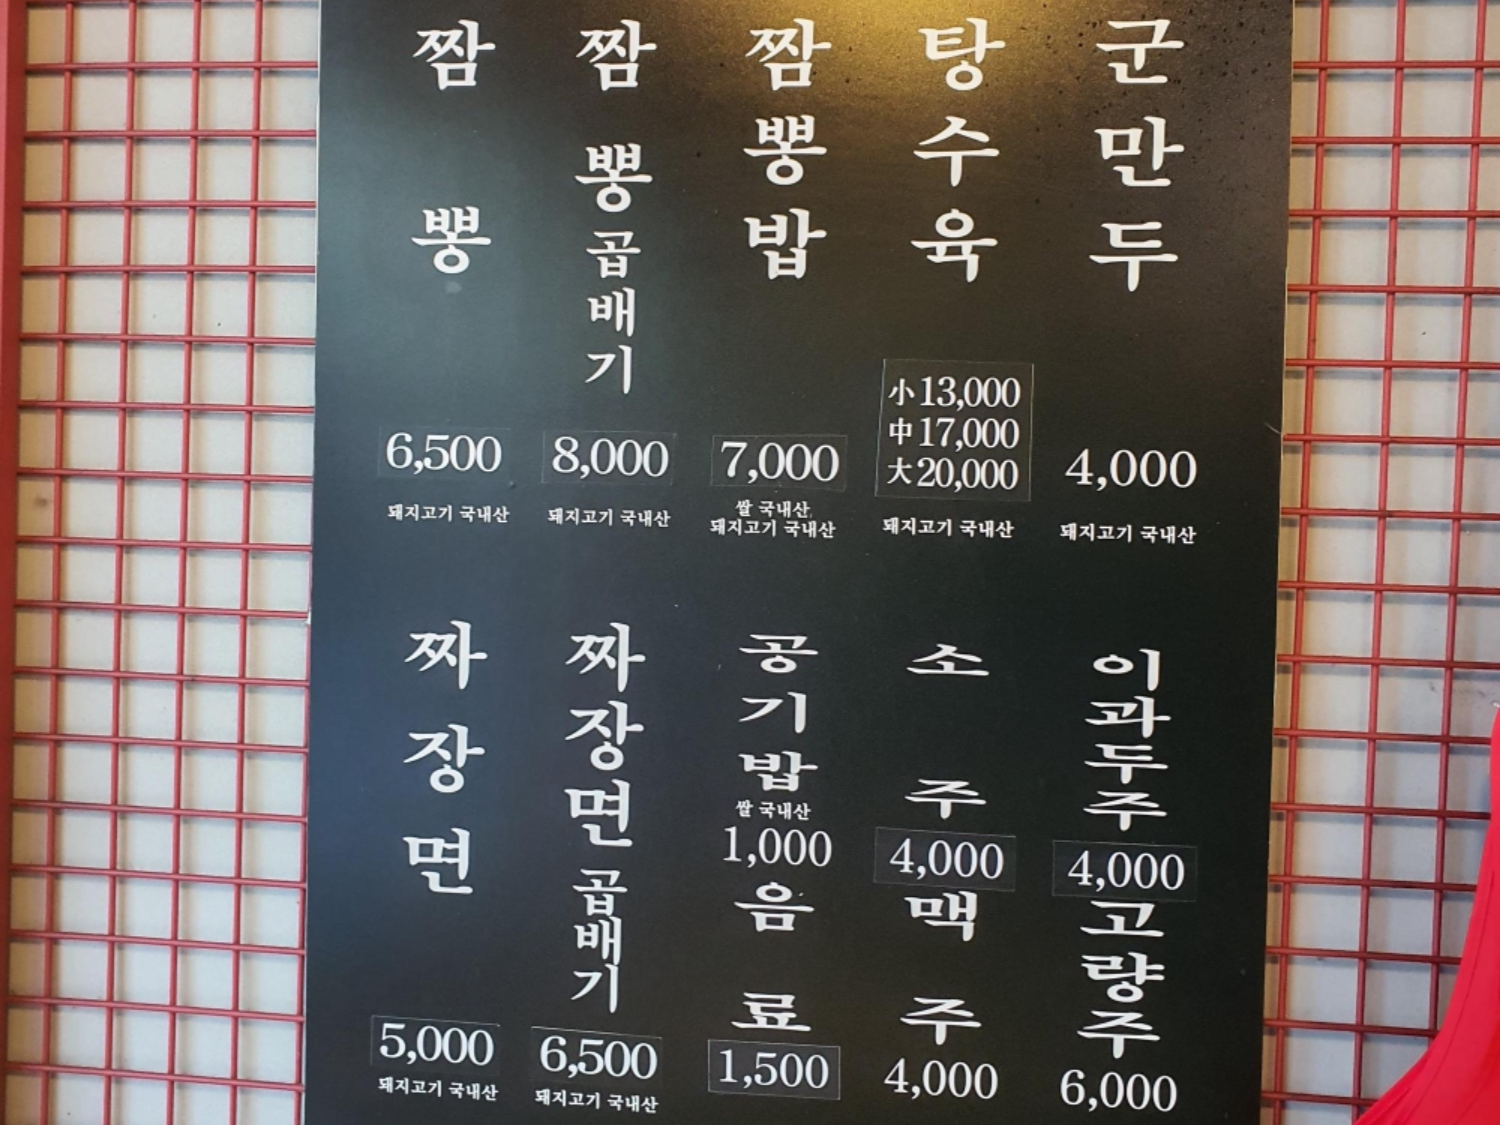 짬뽕
6,500
돼지고기 국내산
짬뽕곱배기
8,000
돼지고기 국내산
짬뽕밥
7,000
쌀 국내산,
돼지고기 국내산
탕수육
小 13,000
中 17,000
大 20,000
돼지고기 국내산
군만두
4,000
돼지고기 국내산
짜장면
5,000
돼지고기 국내산
짜장면곱배기
6,500
돼지고기 국내산
공기밥
쌀 국내산
1,000
음료
1,500
소주
4,000
맥주
4,000
이과두주
4,000
고량주
6,000